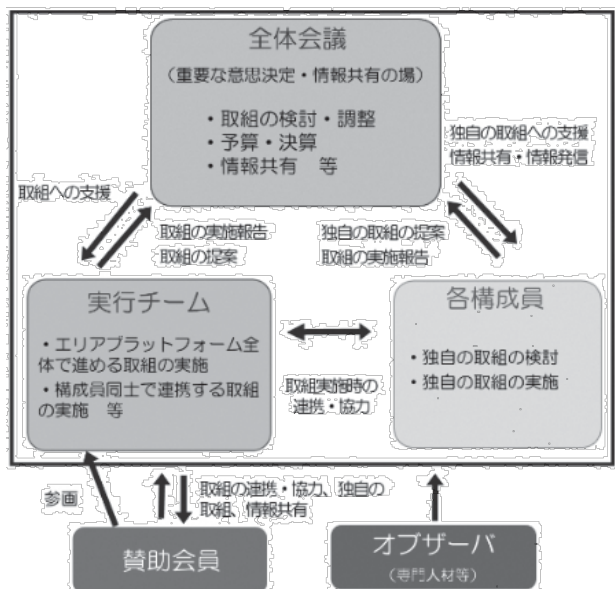 全体会議
（重要な意思決定・情報共有の場）
・取組の検討・調整
・予算・決算
・情報共有　等
独自の取組への支援
情報共有・情報発信
取組への支援
取組の実施報告
取組の提案
独自の取組の提案
取組の実施報告
実行チーム
・エリアプラットフォーム全
体で進める取組の実施
・構成員同士で連携する取組
の実施　等
各構成員
・独自の取組の検討
・独自の取組の実施
取組実施時の
連携・協力
参画
取組の連携・協力、独自の
取組、情報共有
賛助会員
オブザーバ
（専門人材等）